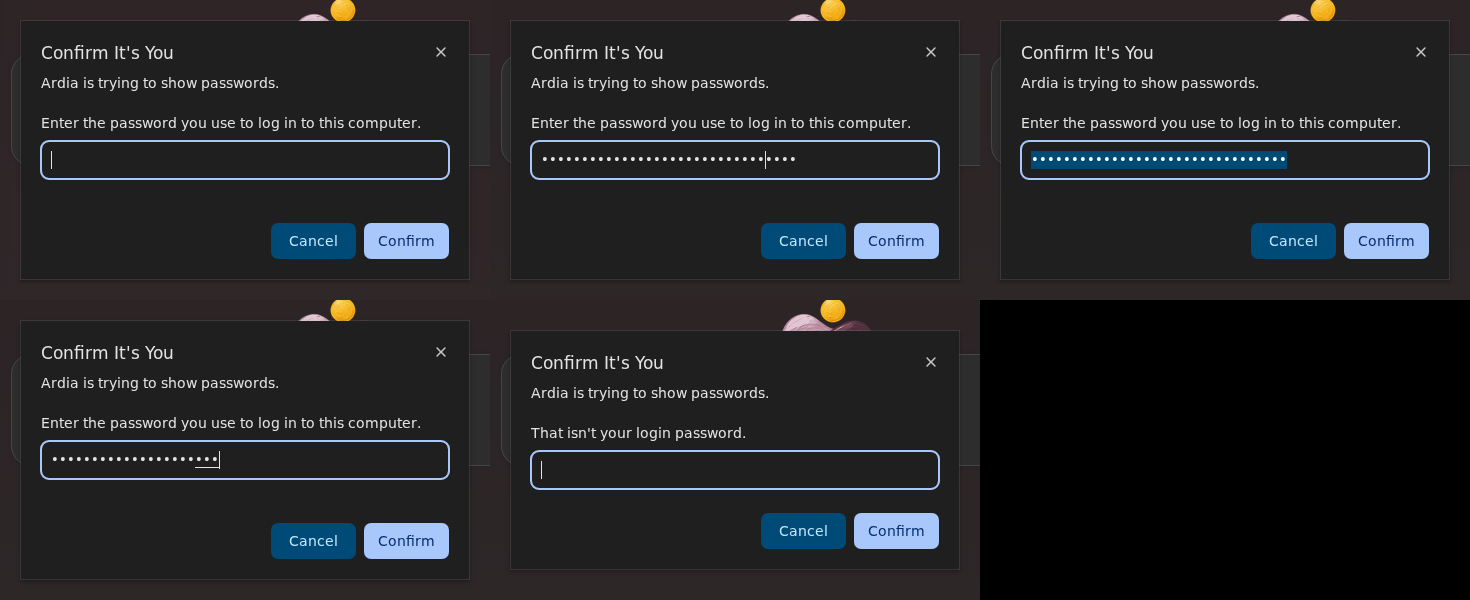 Confirm It's You ×
Ardia is trying to show passwords.
Enter the password you use to log in to this computer.
Cancel Confirm
Confirm It's You ×
Ardia is trying to show passwords.
Enter the password you use to log in to this computer.
••••••••••••••••••••••••••••••••
Cancel Confirm
Confirm It's You ×
Ardia is trying to show passwords.
Enter the password you use to log in to this computer.
••••••••••••••••••••••••••••••••
Cancel Confirm
Confirm It's You ×
Ardia is trying to show passwords.
Enter the password you use to log in to this computer.
•••••••••••••••••••••
Cancel Confirm
Confirm It's You ×
Ardia is trying to show passwords.
That isn't your login password.
Cancel Confirm